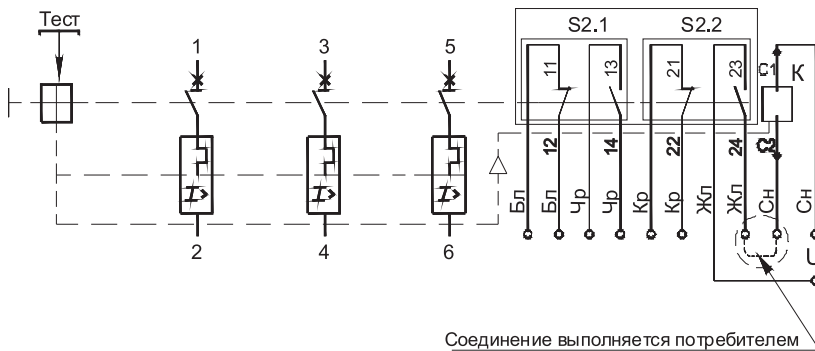 Тест
1
3
5
S2.1
S2.2
11
13
21
23
C1
К
12
14
22
24
Бл
Бл
Чр
Чр
Кр
Кр
Жл
Жл
Сн
Сн
2
4
6
Соединение выполняется потребителем